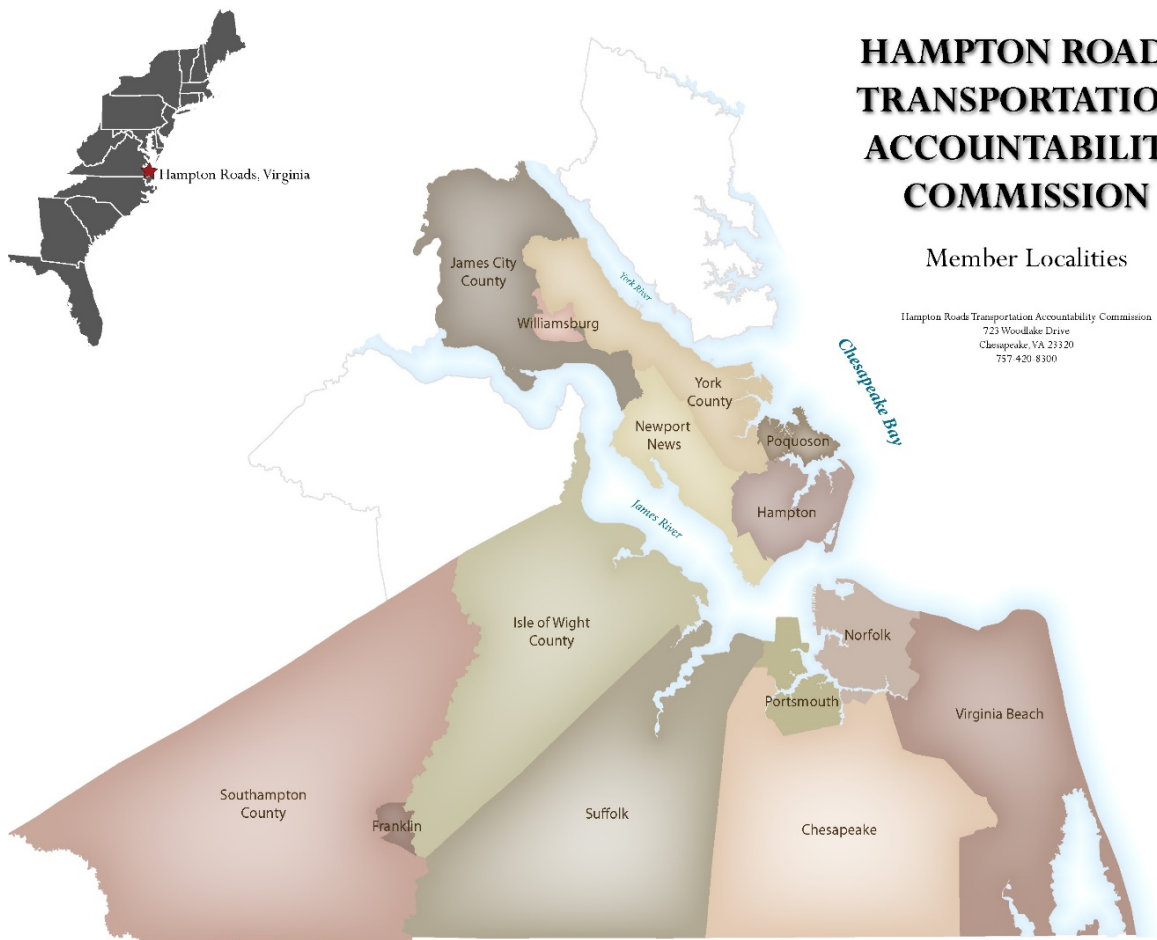 HAMPTON ROAD
TRANSPORTATIO
ACCOUNTABILIT
COMMISSION
Member Localities
Hampton Roads Transportation Accountability Commission
723 Woodlake Drive
Chesapeake, VA 23320
757-420-8300
Hampton Roads, Virginia
James City
County
Williamsburg
York River
York
County
Chesapeake Bay
Newport
News
Poquoson
Hampton
James River
Isle of Wight
County
Norfolk
Portsmouth
Virginia Beach
Southampton
County
Franklin
Suffolk
Chesapeake